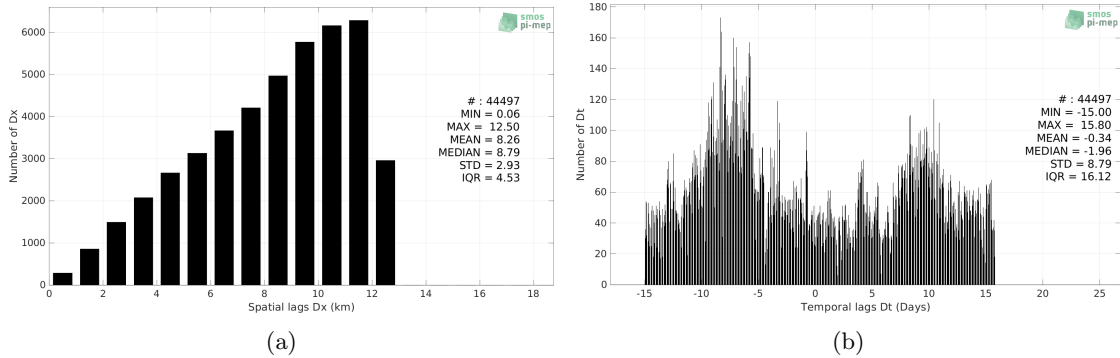 6000
5000
4000
3000
2000
1000
0
0 2 4 6 8 10 12 14 16 18
Number of Dx
Spatial lags Dx (km)
smos
pi-mep
# : 44497
MIN = 0.06
MAX = 12.50
MEAN = 8.26
MEDIAN = 8.79
STD = 2.93
IQR = 4.53
(a)
180
160
140
120
100
80
60
40
20
0
-15 -10 -5 0 5 10 15 20 25
Number of Dt
Temporal lags Dt (Days)
smos
pi-mep
# : 44497
MIN = -15.00
MAX = 15.80
MEAN = -0.34
MEDIAN = -1.96
STD = 8.79
IQR = 16.12
(b)